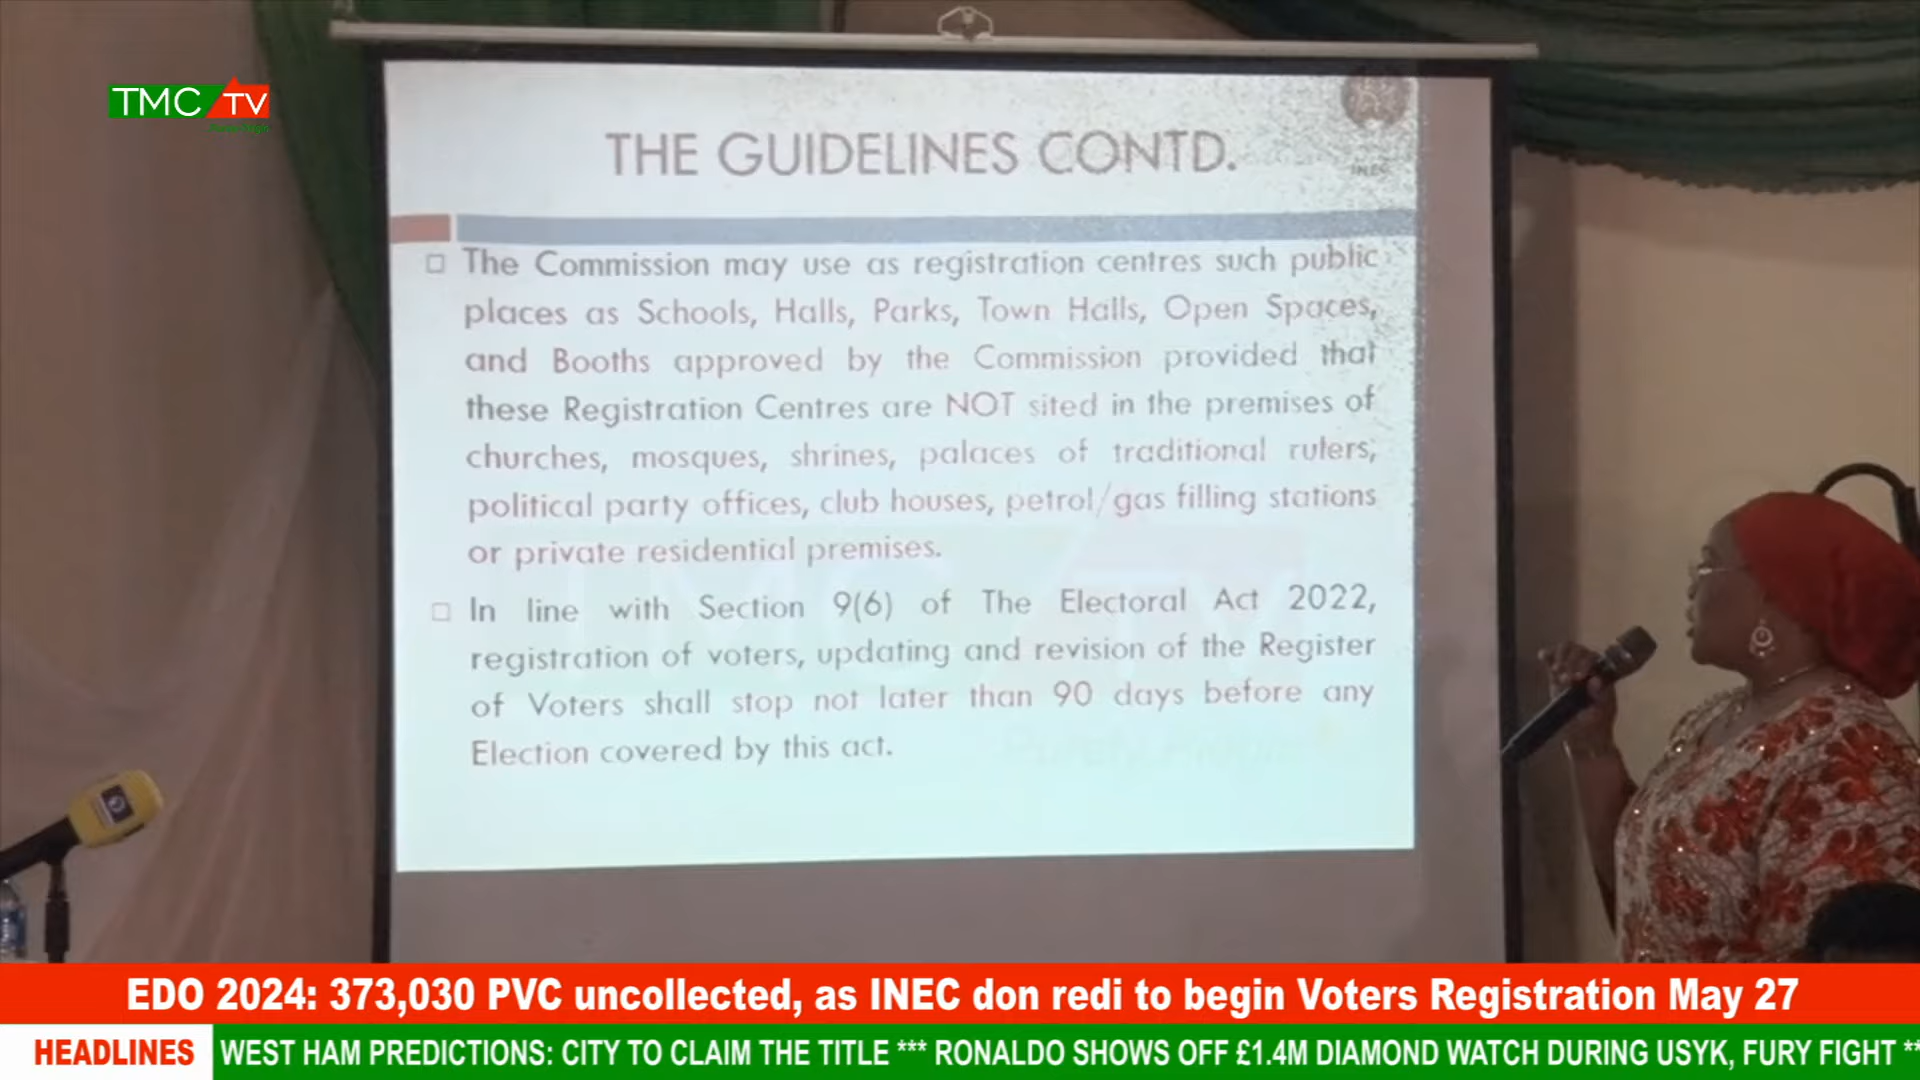 TMC TV
THE GUIDELINES CONTD.
INEC
The Commission may use as registration centres such public
places as Schools, Halls, Parks, Town Halls, Open Spaces,
and Booths approved by the Commission provided that
these Registration Centres are NOT sited in the premises of
churches, mosques, shrines, palaces of traditional rulers,
political party offices, club houses, petrol/gas filling stations
or private residential premises.
In line with Section 9(6) of The Electoral Act 2022,
registration of voters, updating and revision of the Register
of Voters shall stop not later than 90 days before any
Election covered by this act.
EDO 2024: 373,030 PVC uncollected, as INEC don redi to begin Voters Registration May 27
HEADLINES WEST HAM PREDICTIONS: CITY TO CLAIM THE TITLE *** RONALDO SHOWS OFF £1.4M DIAMOND WATCH DURING USYK, FURY FIGHT **